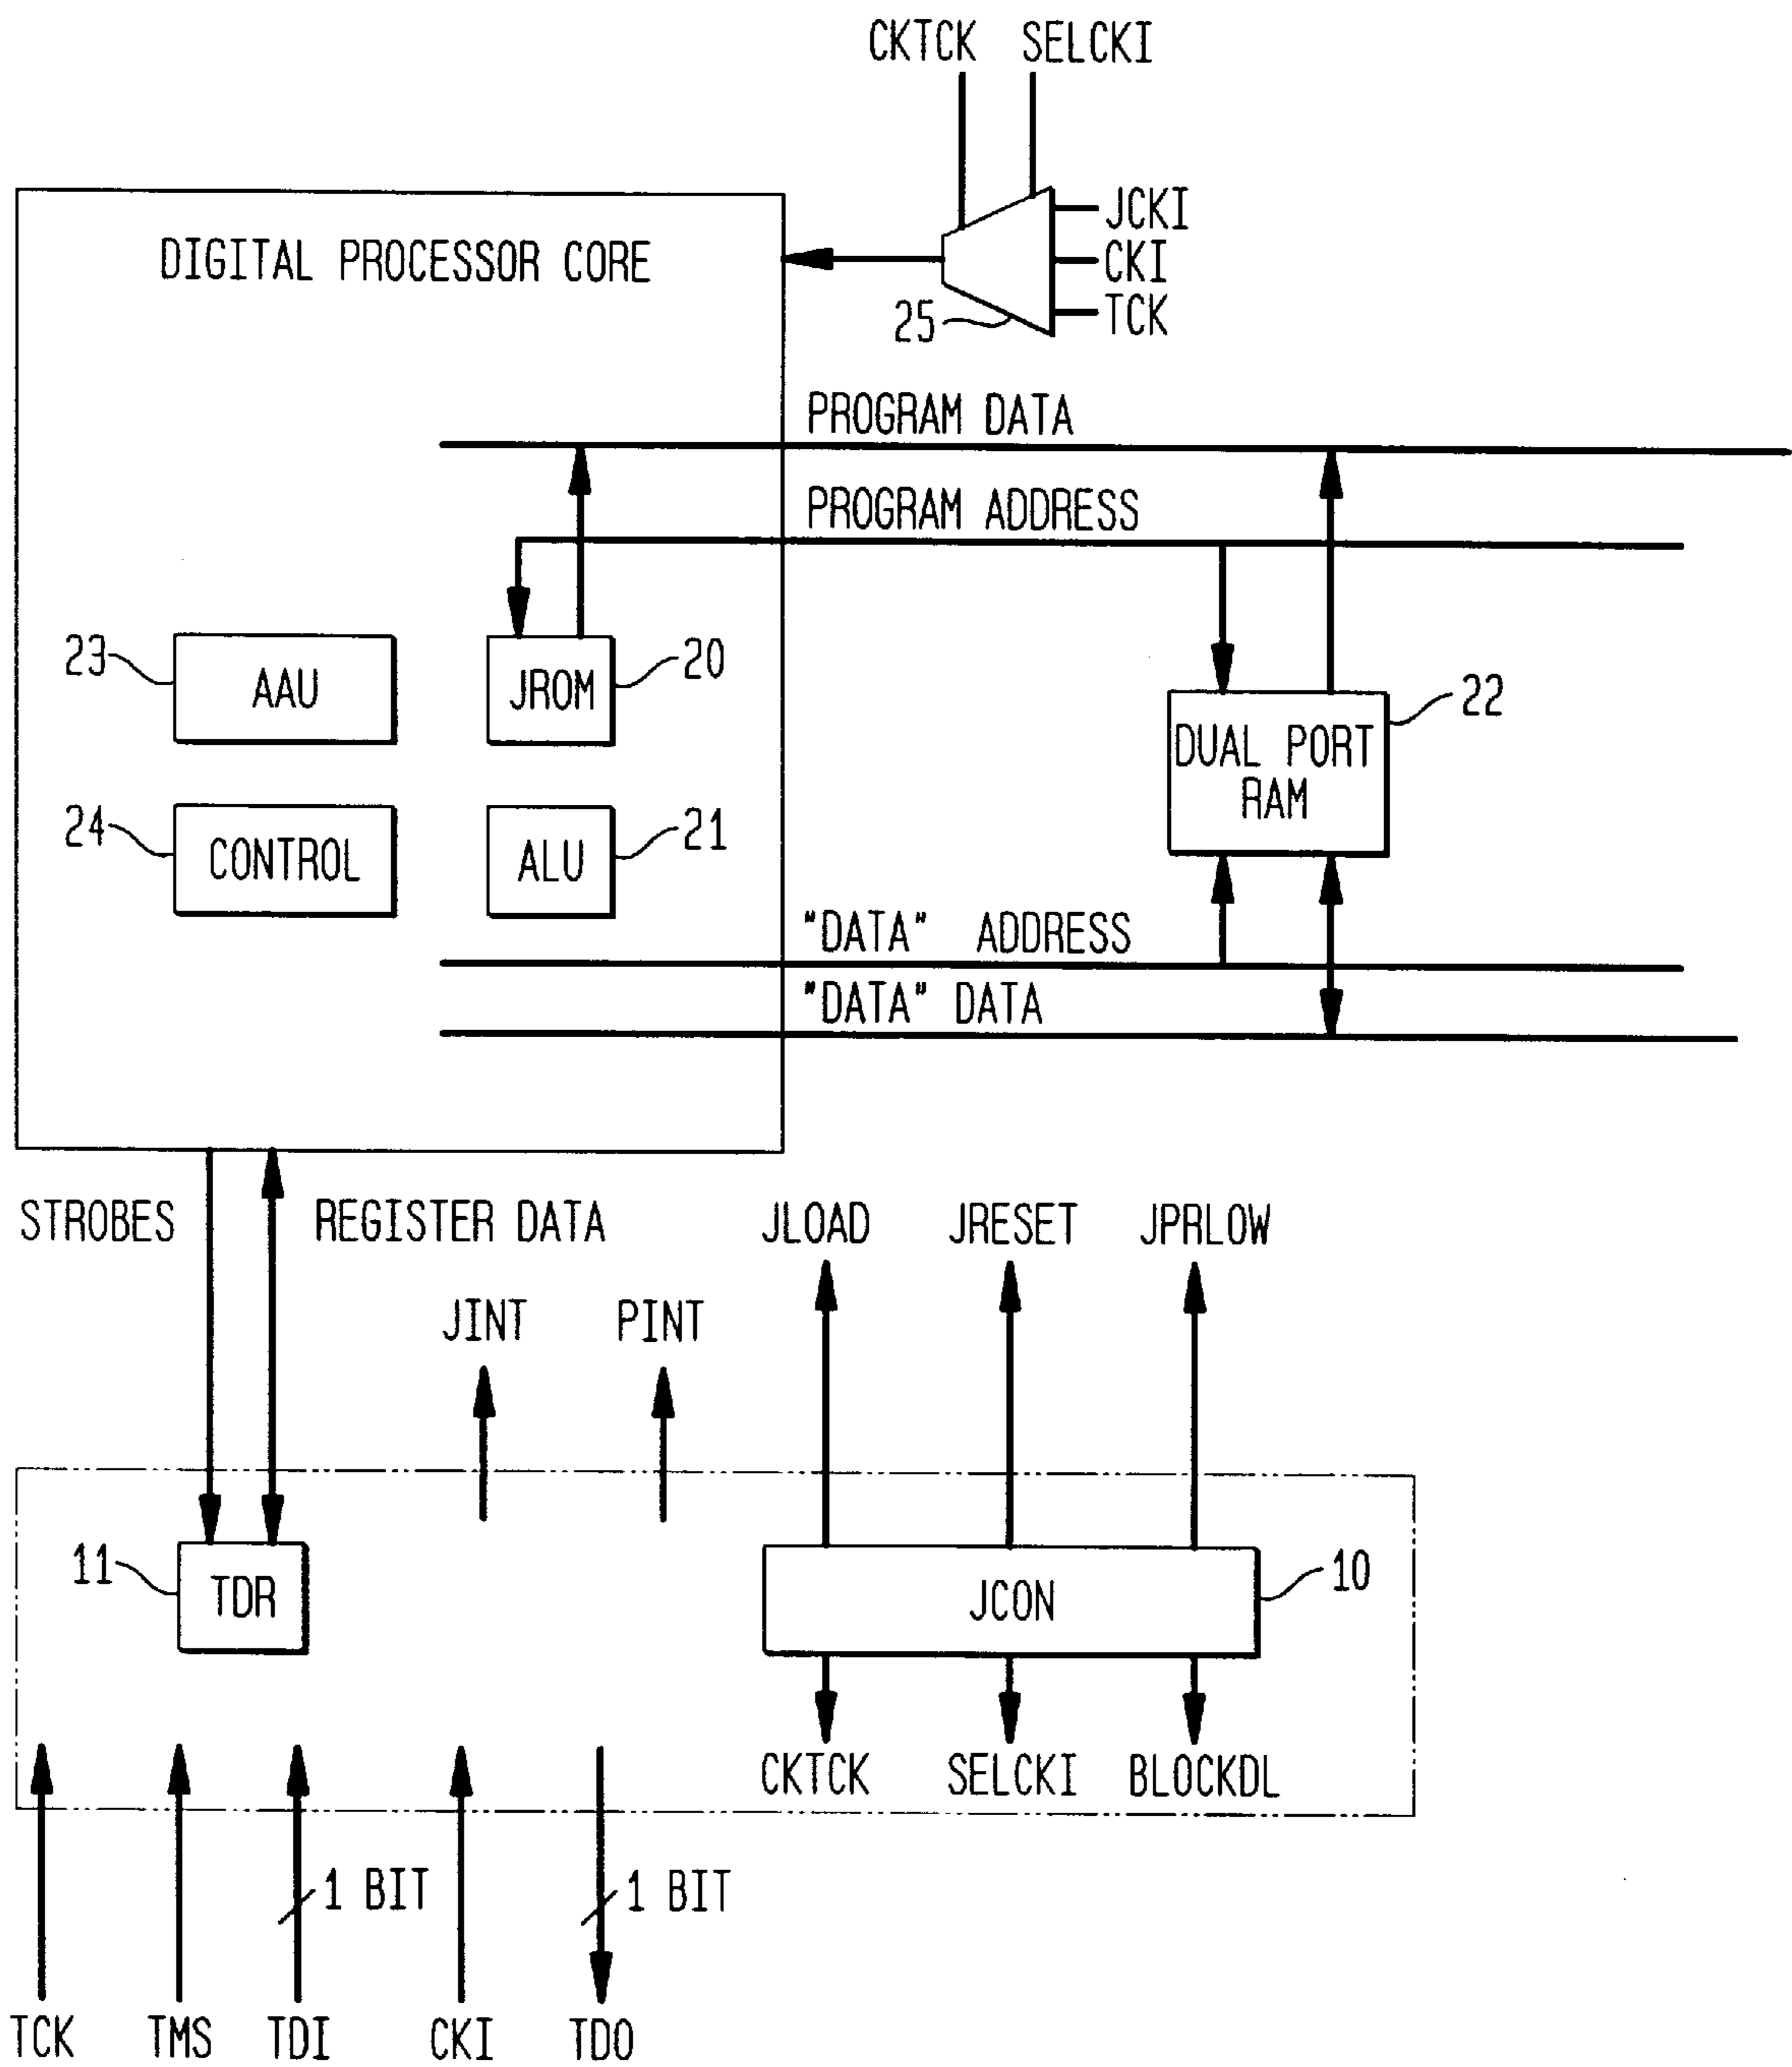 CKTCK SELCKI
JCKI
DIGITAL PROCESSOR CORE
CKI
25
TCK
PROGRAM DATA
PROGRAM ADDRESS
23
AAU
JROM
20
22
DUAL PORT
RAM
24
CONTROL
ALU
21
"DATA" ADDRESS
"DATA" DATA
STROBES
REGISTER DATA
JLOAD
JRESET
JPRLOW
JINT
PINT
11
TDR
JCON
10
CKTCK
SELCKI
BLOCKDL
1 BIT
1 BIT
TCK
TMS
TDI
CKI
TDO